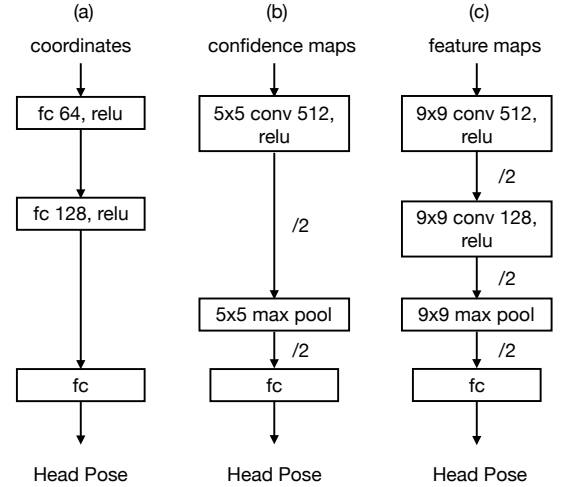 (a)
coordinates
fc 64, relu
fc 128, relu
fc
Head Pose
(b)
confidence maps
5x5 conv 512,
relu
/2
5x5 max pool
/2
fc
Head Pose
(c)
feature maps
9x9 conv 512,
relu
/2
9x9 conv 128,
relu
/2
9x9 max pool
/2
fc
Head Pose